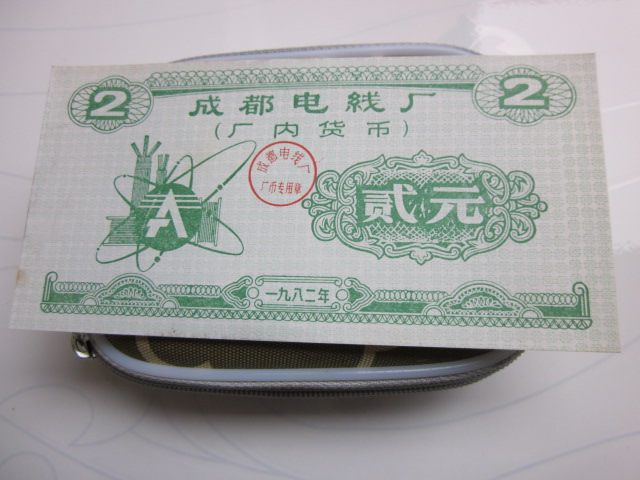 2
2
成都电线厂
(厂内货币)
成都电线厂
厂币专用章
A
贰元
一九八二年